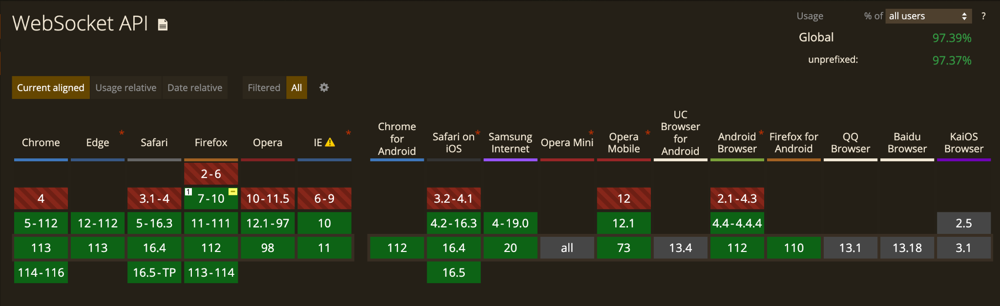 WebSocket API
Usage % of all users ?
Global 97.39%
unprefixed: 97.37%
Current aligned Usage relative Date relative Filtered All
Chrome Edge * Safari Firefox Opera IE *
Chrome for Android Safari on iOS * Samsung Internet Opera Mini * Opera Mobile * UC Browser for Android Android Browser * Firefox for Android QQ Browser Baidu Browser KaiOS Browser
2-6
4 3.1-4 1 7-10 10-11.5 6-9 3.2-4.1 12 2.1-4.3
5-112 12-112 5-16.3 11-111 12.1-97 10 4.2-16.3 4-19.0 12.1 4.4-4.4.4 2.5
113 113 16.4 112 98 11 112 16.4 20 all 73 13.4 112 110 13.1 13.18 3.1
114-116 16.5-TP 113-114 16.5